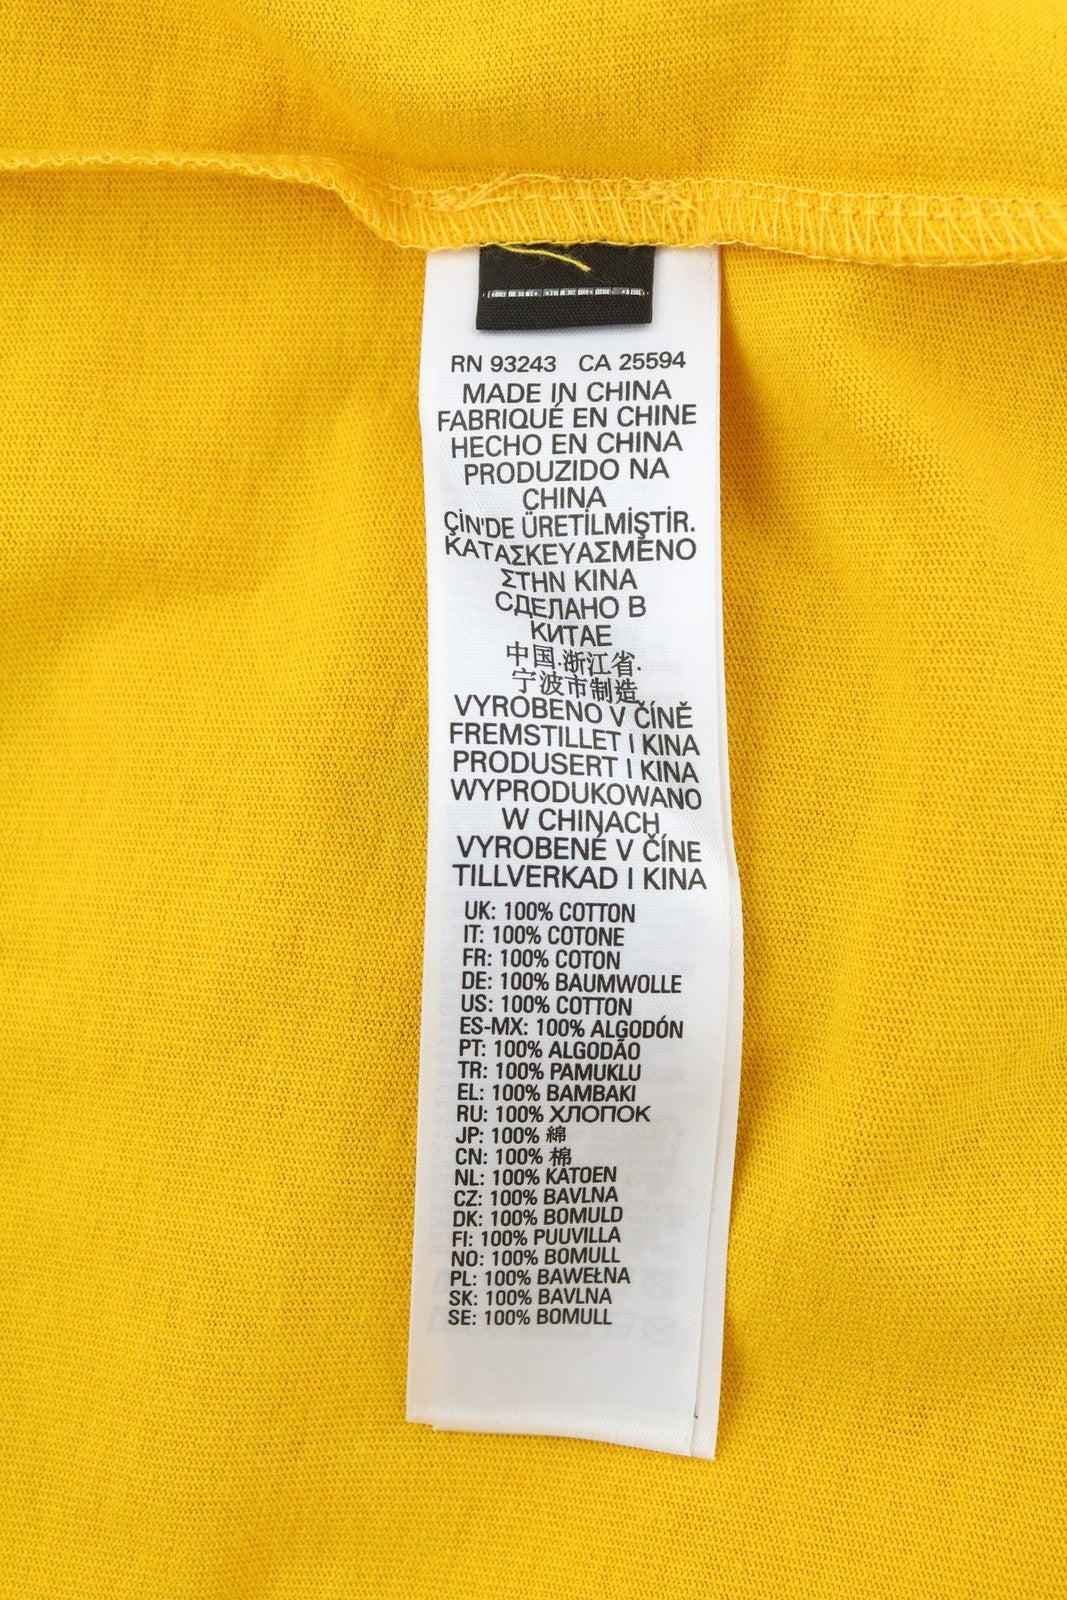 RN 93243 CA 25594
MADE IN CHINA
FABRIQUÉ EN CHINE
HECHO EN CHINA
PRODUZIDO NA
CHINA
ÇİN'DE ÜRETİLMİŞTİR.
ΚΑΤΑΣΚΕΥΑΣΜΕΝΟ
ΣΤΗΝ ΚΙΝΑ
СДЕЛАНО В
КИТАЕ
中国.浙江省.
宁波市制造
VYROBENO V ČÍNĚ
FREMSTILLET I KINA
PRODUSERT I KINA
WYPRODUKOWANO
W CHINACH
VYROBENÉ V ČÍNE
TILLVERKAD I KINA
UK: 100% COTTON
IT: 100% COTONE
FR: 100% COTON
DE: 100% BAUMWOLLE
US: 100% COTTON
ES-MX: 100% ALGODÓN
PT: 100% ALGODÃO
TR: 100% PAMUKLU
EL: 100% BAMBAKI
RU: 100% ХЛОПОК
JP: 100% 綿
CN: 100% 棉
NL: 100% KATOEN
CZ: 100% BAVLNA
DK: 100% BOMULD
FI: 100% PUUVILLA
NO: 100% BOMULL
PL: 100% BAWEŁNA
SK: 100% BAVLNA
SE: 100% BOMULL